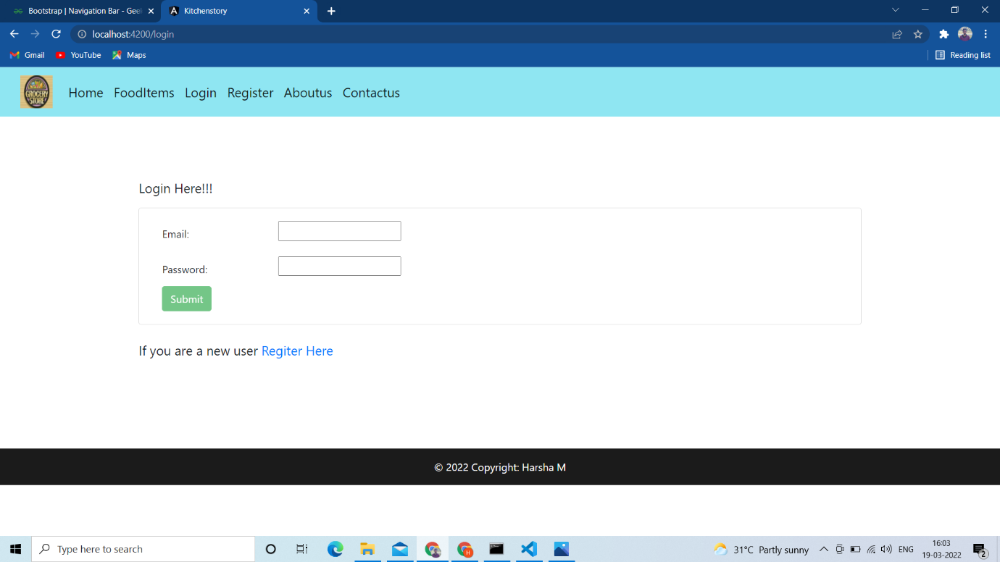 Bootstrap | Navigation Bar - Gee
Kitchenstory
localhost:4200/login
Gmail
YouTube
Maps
Reading list
GROCERY
STORE
Home
FoodItems
Login
Register
Aboutus
Contactus
Login Here!!!
Email:
Password:
Submit
If you are a new user Regiter Here
© 2022 Copyright: Harsha M
Type here to search
H
31°C Partly sunny
ENG
16:03
19-03-2022
2